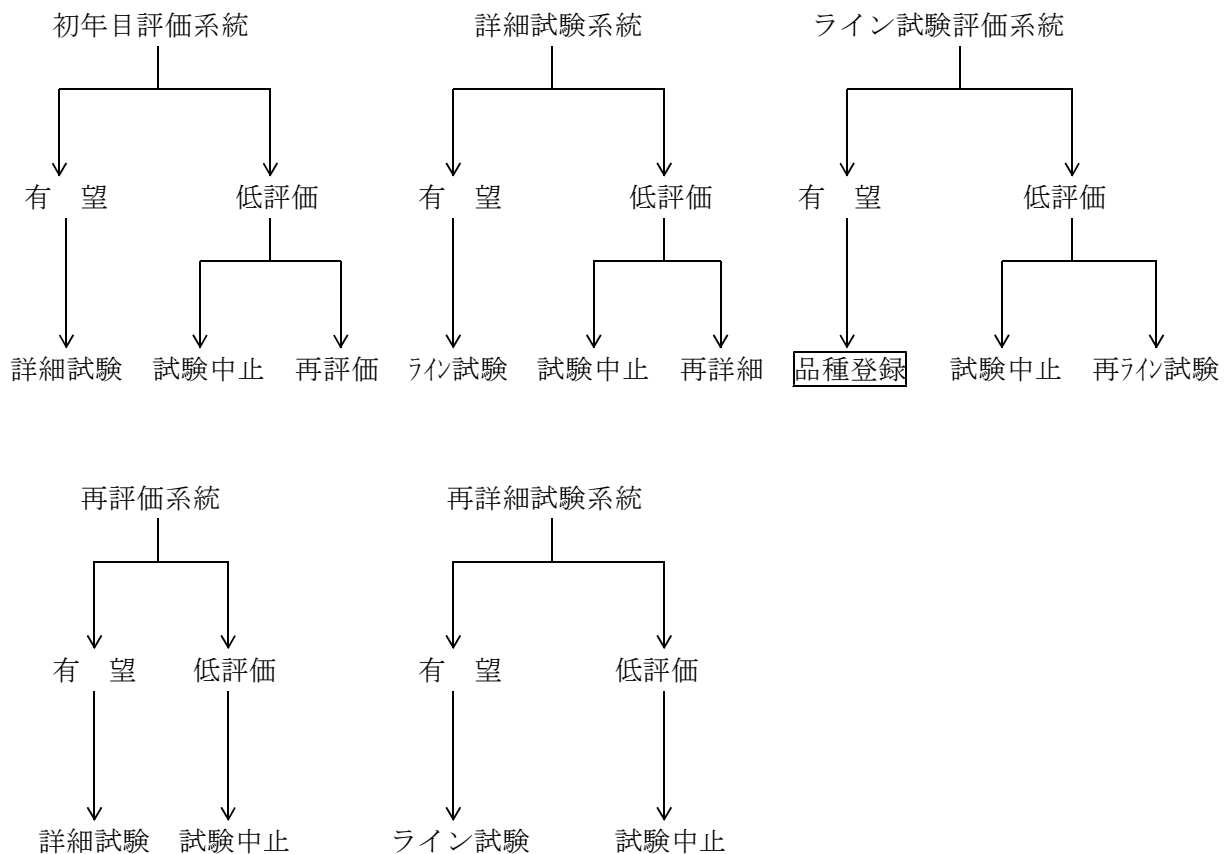 初年目評価系統 詳細試験系統 ライン試験評価系統
有　望 低評価 有　望 低評価 有　望 低評価
詳細試験 試験中止 再評価 ﾗｲﾝ試験 試験中止 再詳細 品種登録 試験中止 再ﾗｲﾝ試験
再評価系統 再詳細試験系統
有　望 低評価 有　望 低評価
詳細試験 試験中止 ライン試験 試験中止